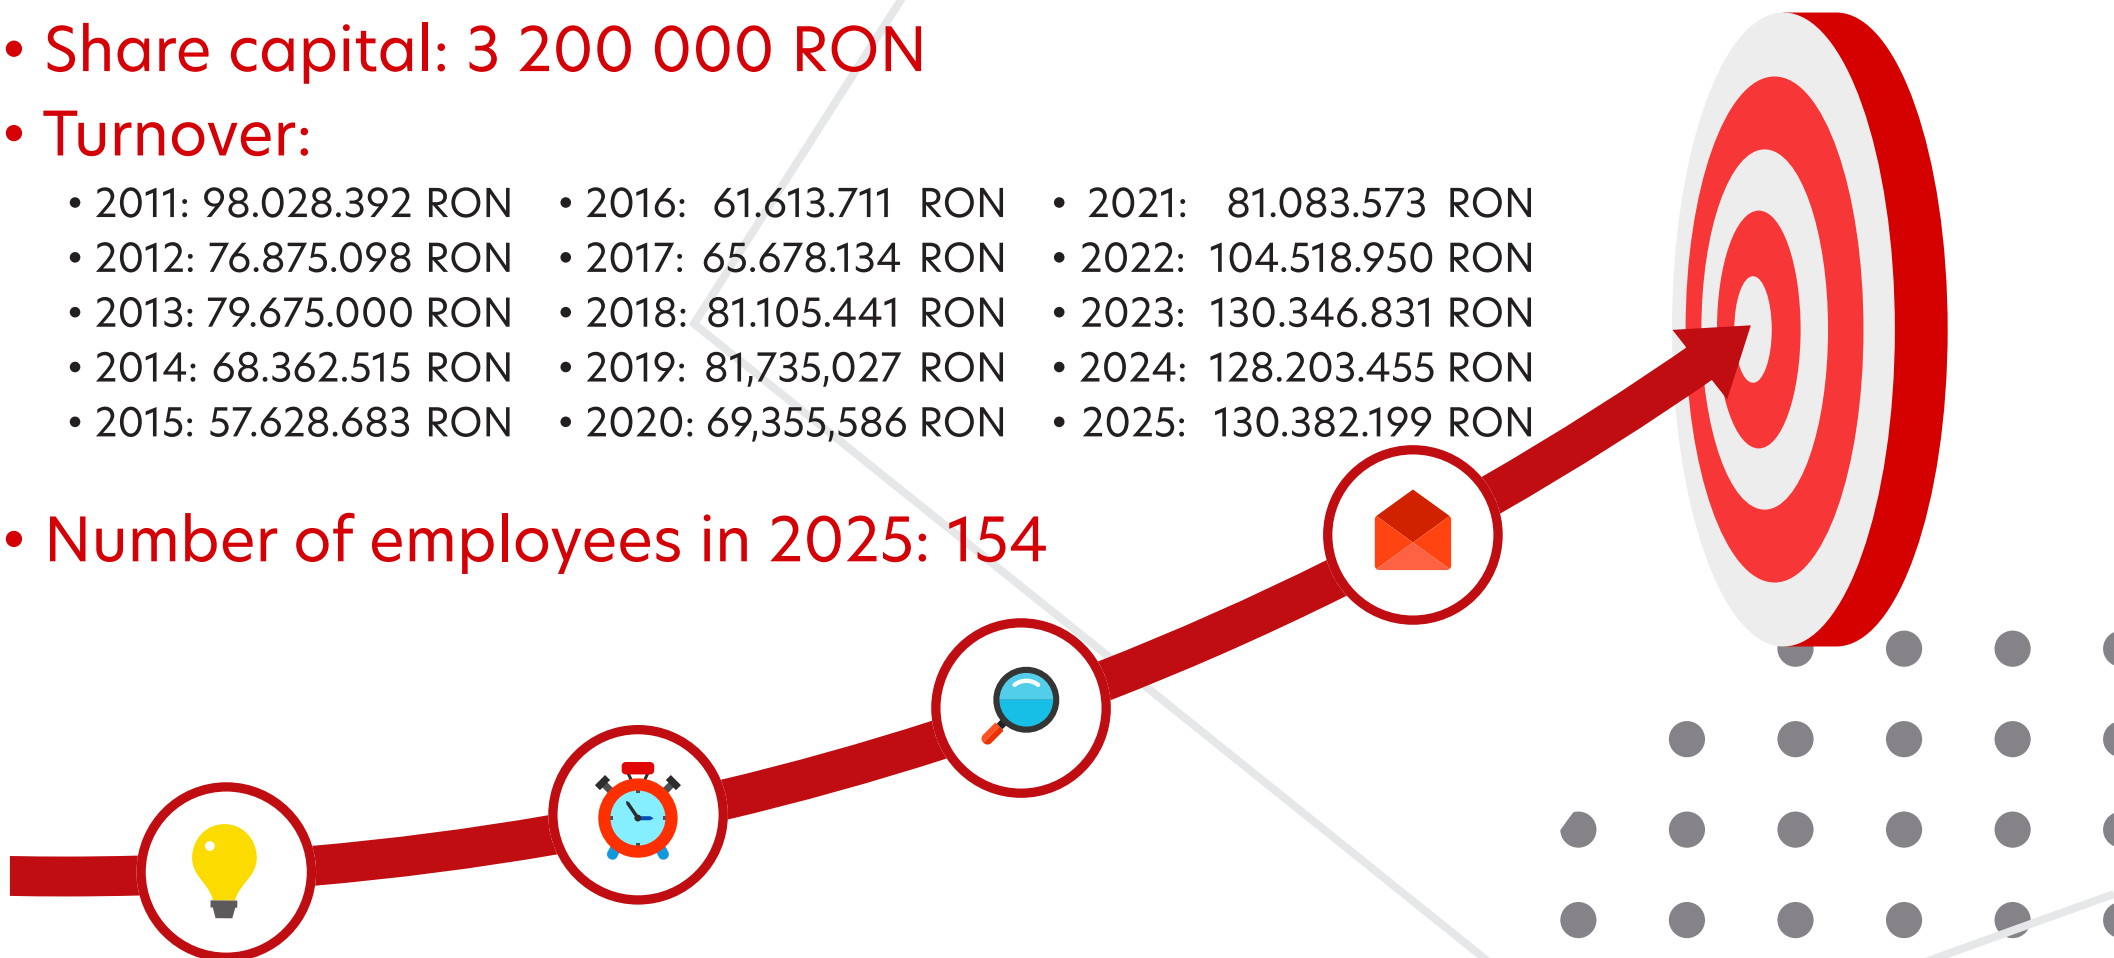 • Share capital: 3 200 000 RON
• Turnover:
• 2011: 98.028.392 RON
• 2012: 76.875.098 RON
• 2013: 79.675.000 RON
• 2014: 68.362.515 RON
• 2015: 57.628.683 RON
• 2016: 61.613.711 RON
• 2017: 65.678.134 RON
• 2018: 81.105.441 RON
• 2019: 81,735,027 RON
• 2020: 69,355,586 RON
• 2021: 81.083.573 RON
• 2022: 104.518.950 RON
• 2023: 130.346.831 RON
• 2024: 128.203.455 RON
• 2025: 130.382.199 RON
• Number of employees in 2025: 154